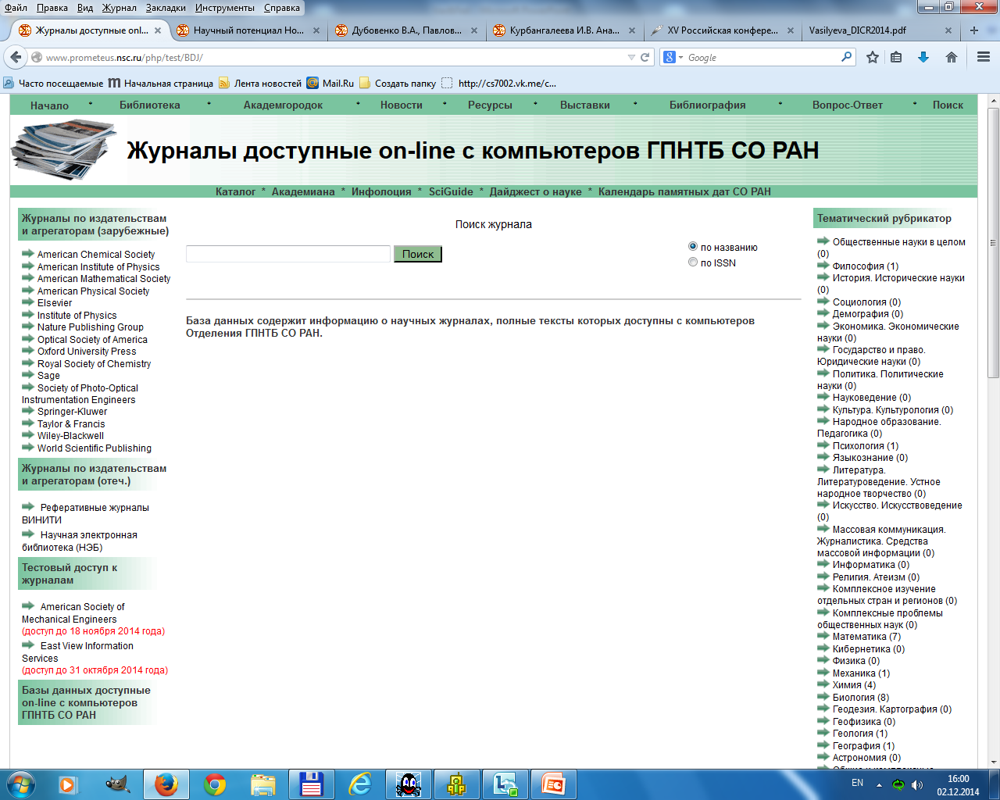 Файл Правка Вид Журнал Закладки Инструменты Справка
Журналы доступные onl...
Научный потенциал Но...
Дубовенко В.А., Павлов...
Курбангалеева И.В. Ана...
XV Российская конфере...
Vasilyeva_DICR2014.pdf
www.prometeus.nsc.ru/php/test/BDJ/
Google
Часто посещаемые Начальная страница Лента новостей Mail.Ru Создать папку http://cs7002.vk.me/c...
Начало • Библиотека • Академгородок • Новости • Ресурсы • Выставки • Библиография • Вопрос-Ответ • Поиск
Журналы доступные on-line с компьютеров ГПНТБ СО РАН
Каталог * Академиана * Инфолоция * SciGuide * Дайджест о науке * Календарь памятных дат СО РАН
Журналы по издательствам
и агрегаторам (зарубежные)
American Chemical Society
American Institute of Physics
American Mathematical Society
American Physical Society
Elsevier
Institute of Physics
Nature Publishing Group
Optical Society of America
Oxford University Press
Royal Society of Chemistry
Sage
Society of Photo-Optical
Instrumentation Engineers
Springer-Kluwer
Taylor & Francis
Wiley-Blackwell
World Scientific Publishing
Журналы по издательствам
и агрегаторам (отеч.)
Реферативные журналы
ВИНИТИ
Научная электронная
библиотека (НЭБ)
Тестовый доступ к
журналам
American Society of
Mechanical Engineers
(доступ до 18 ноября 2014 года)
East View Information
Services
(доступ до 31 октября 2014 года)
Базы данных доступные
on-line с компьютеров
ГПНТБ СО РАН
Поиск журнала
Поиск
по названию
по ISSN
База данных содержит информацию о научных журналах, полные тексты которых доступны с компьютеров
Отделения ГПНТБ СО РАН.
Тематический рубрикатор
Общественные науки в целом
(0)
Философия (1)
История. Исторические науки
(0)
Социология (0)
Демография (0)
Экономика. Экономические
науки (0)
Государство и право.
Юридические науки (0)
Политика. Политические
науки (0)
Науковедение (0)
Культура. Культурология (0)
Народное образование.
Педагогика (0)
Психология (1)
Языкознание (0)
Литература.
Литературоведение. Устное
народное творчество (0)
Искусство. Искусствоведение
(0)
Массовая коммуникация.
Журналистика. Средства
массовой информации (0)
Информатика (0)
Религия. Атеизм (0)
Комплексное изучение
отдельных стран и регионов (0)
Комплексные проблемы
общественных наук (0)
Математика (7)
Кибернетика (0)
Физика (0)
Механика (1)
Химия (4)
Биология (8)
Геодезия. Картография (0)
Геофизика (0)
Геология (1)
География (1)
Астрономия (0)
EN
16:00
02.12.2014